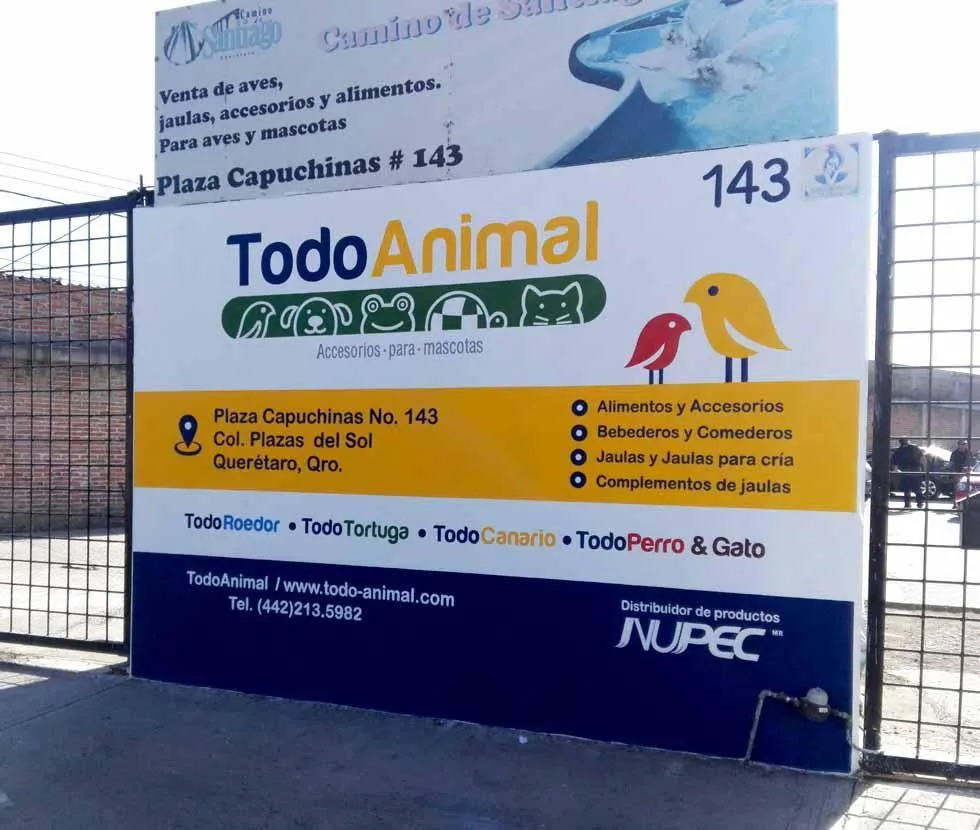 Camino
Santiago
Camino de Santiago
Venta de aves,
jaulas, accesorios y alimentos.
Para aves y mascotas
Plaza Capuchinas # 143
143
TodoAnimal
Accesorios·para·mascotas
Plaza Capuchinas No. 143
Col. Plazas del Sol
Querétaro, Qro.
Alimentos y Accesorios
Bebederos y Comederos
Jaulas y Jaulas para cría
Complementos de jaulas
TodoRoedor • TodoTortuga • TodoCanario • TodoPerro & Gato
TodoAnimal / www.todo-animal.com
Tel. (442)213.5982
Distribuidor de productos
NUPEC MR